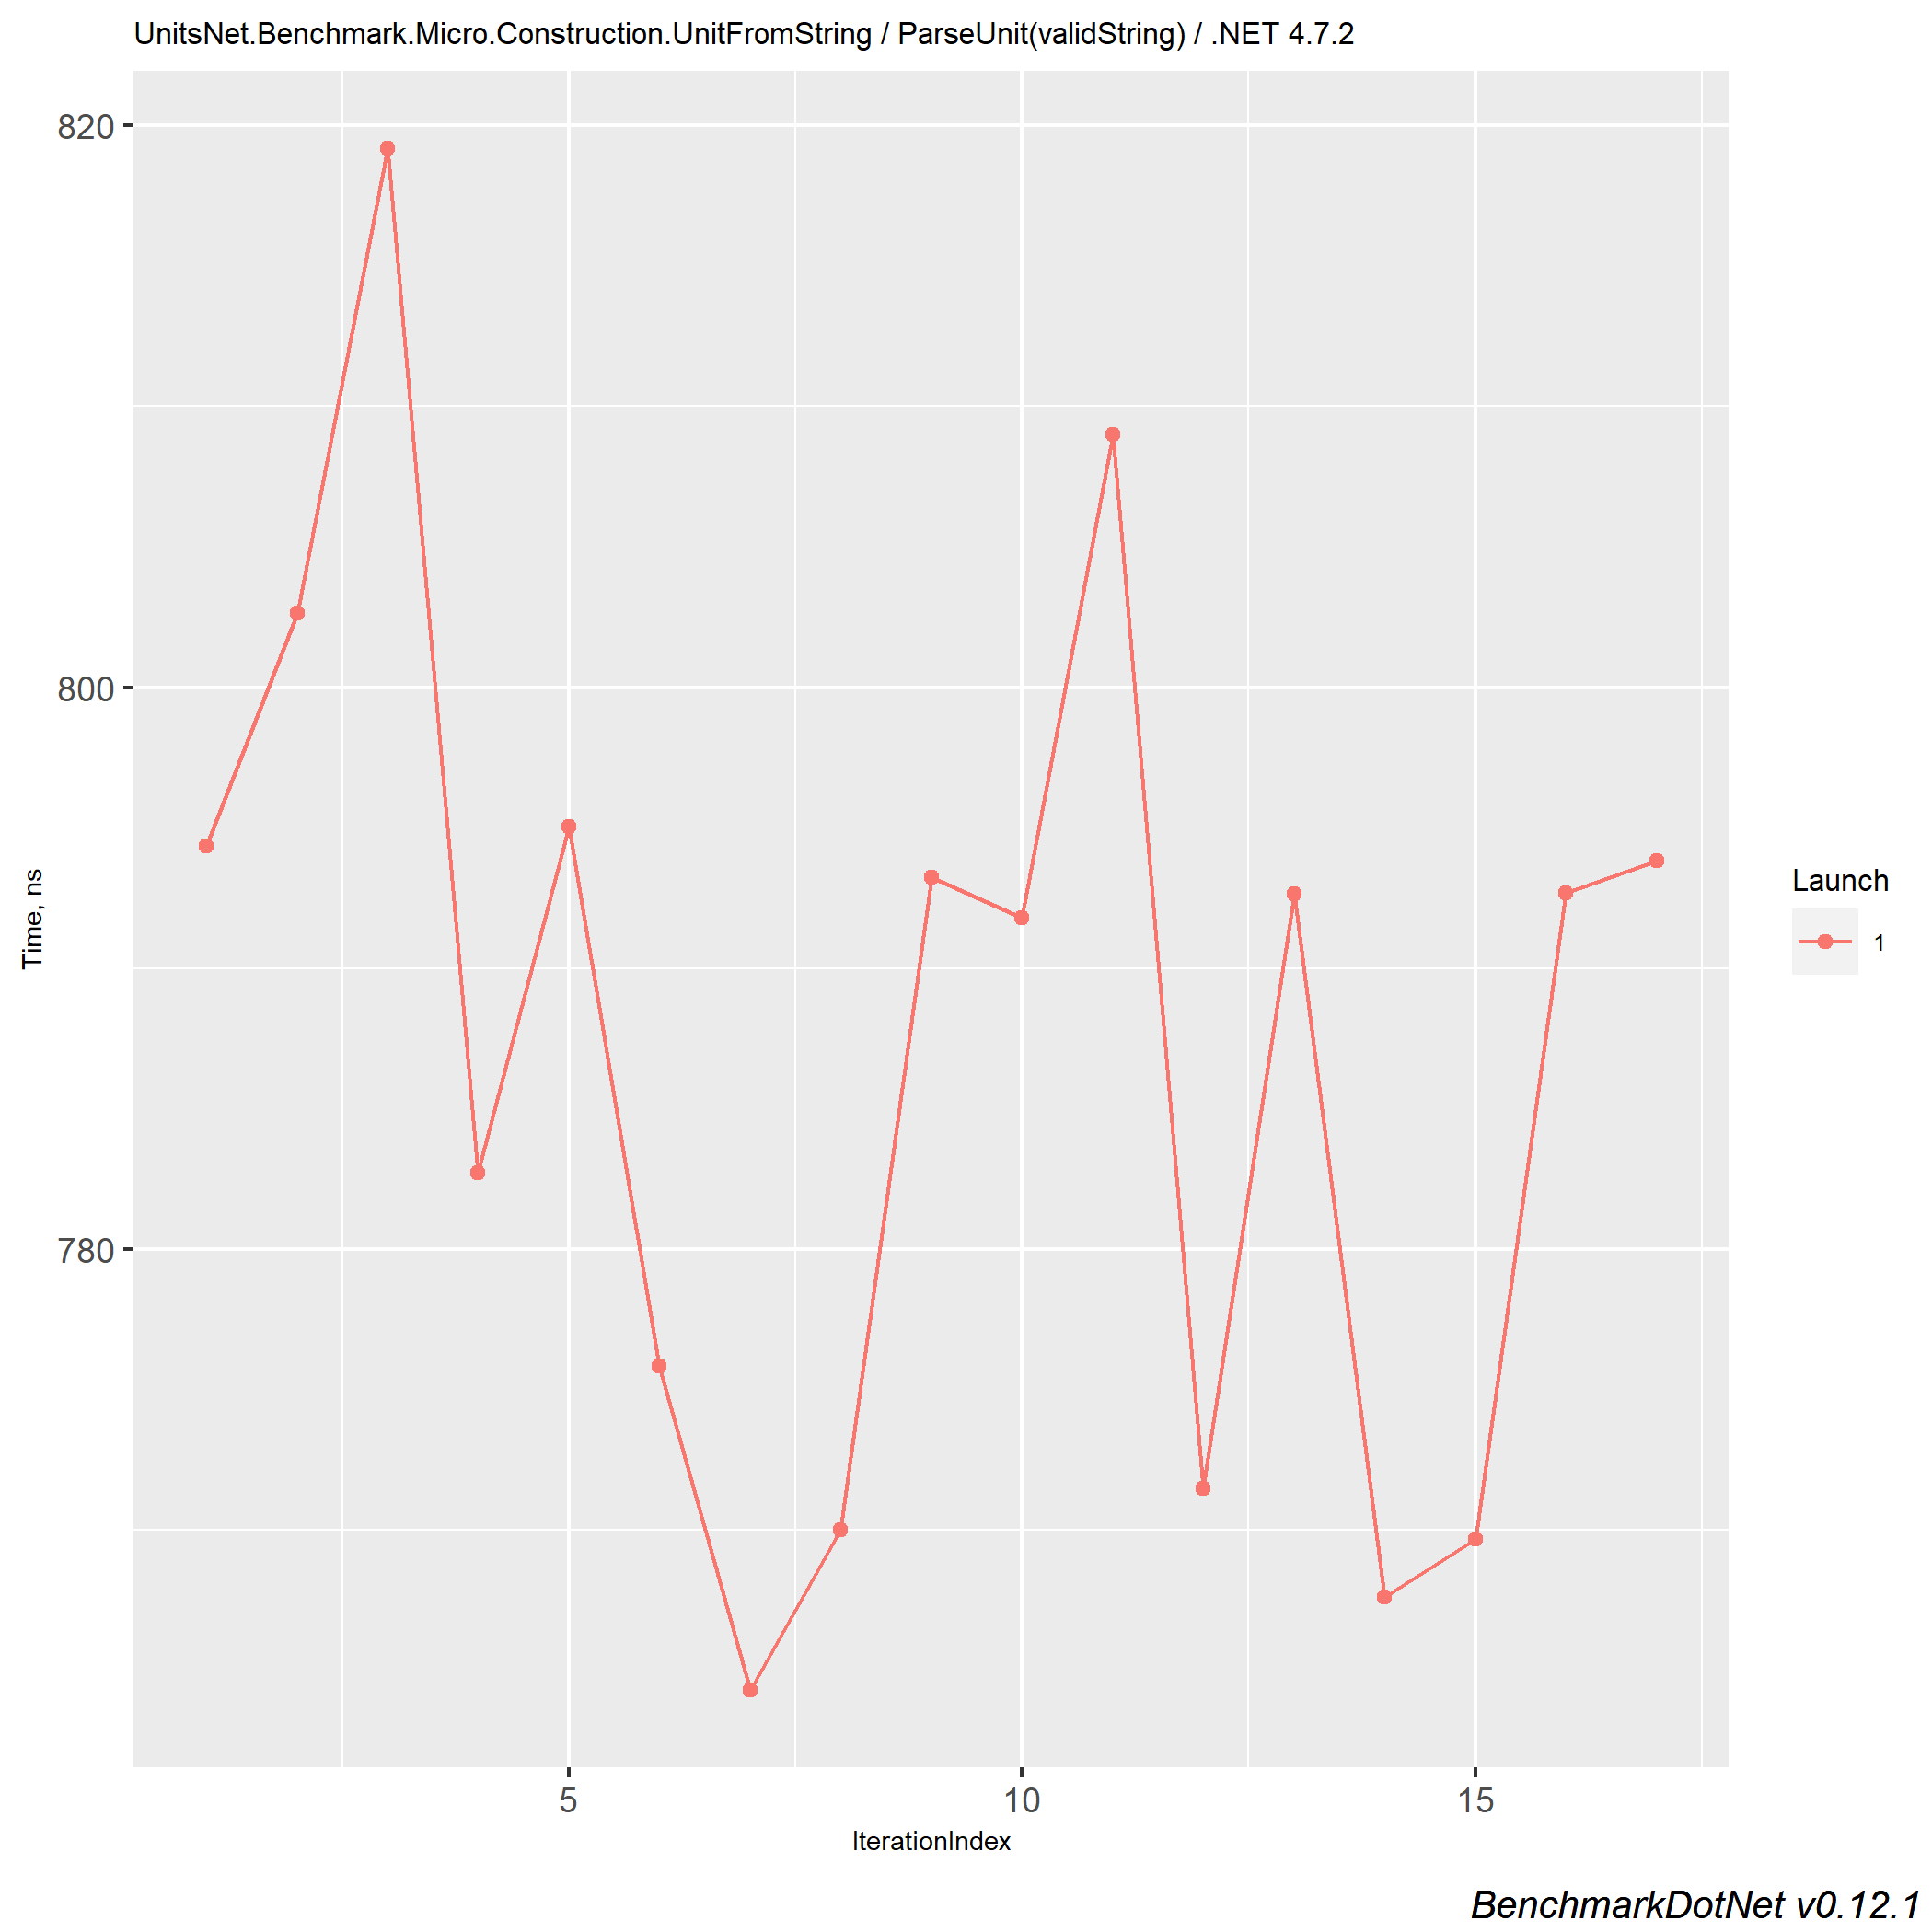 UnitsNet.Benchmark.Micro.Construction.UnitFromString / ParseUnit(validString) / .NET 4.7.2
820
800
780
Time, ns
Launch
1
5 10 15
IterationIndex
BenchmarkDotNet v0.12.1